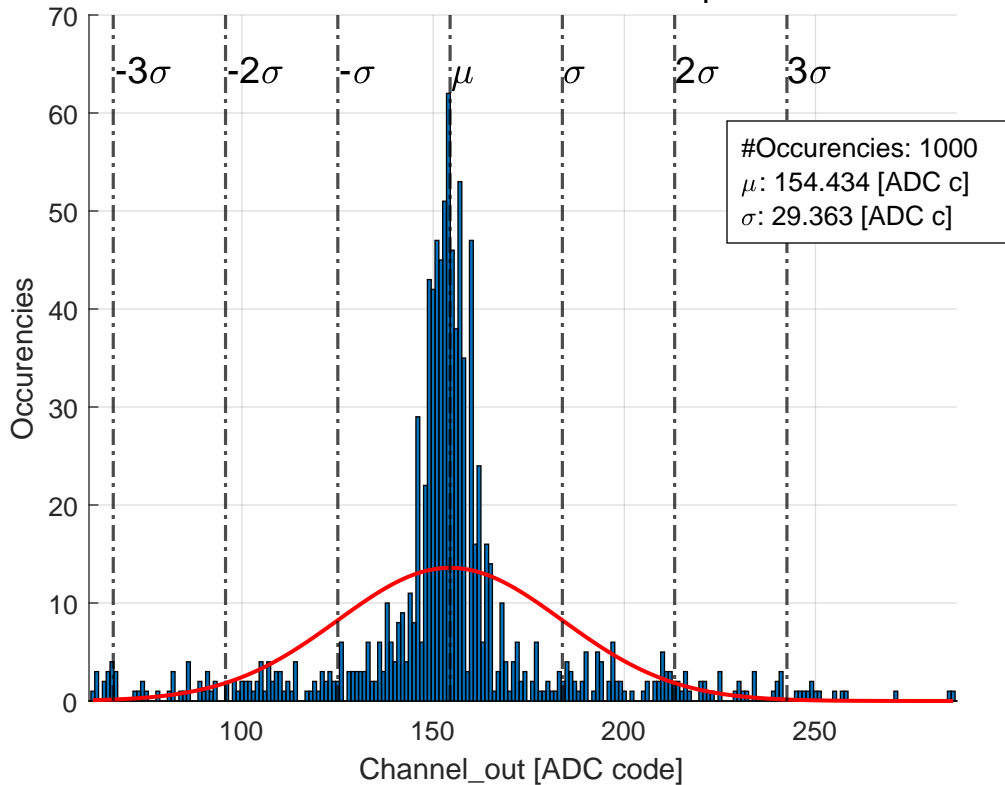 70
60
50
40
30
20
10
0
Occurencies
-3σ
-2σ
-σ
μ
σ
2σ
3σ
#Occurencies: 1000
μ: 154.434 [ADC c]
σ: 29.363 [ADC c]
100
150
200
250
Channel_out [ADC code]